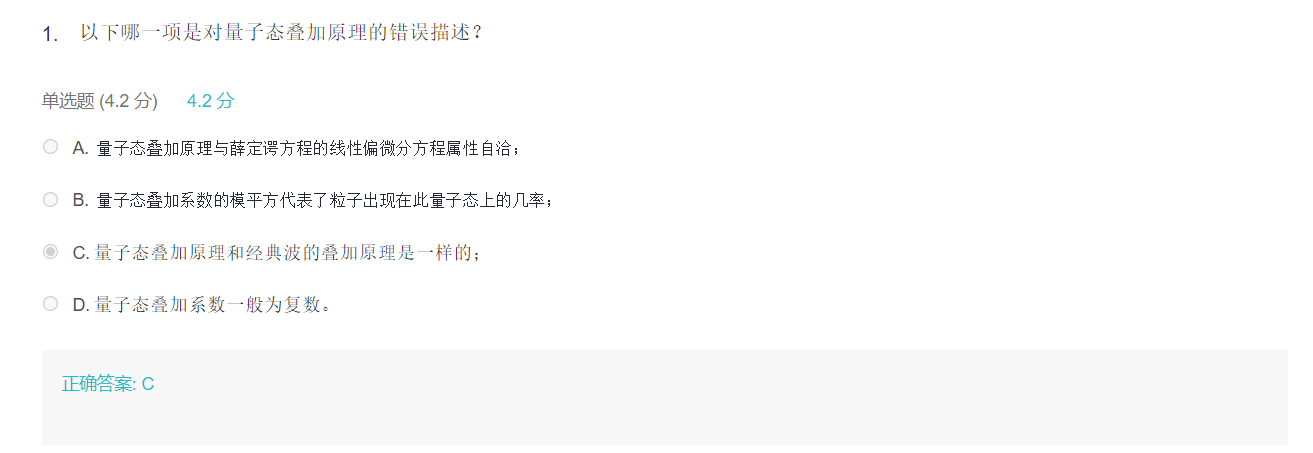 1. 以下哪一项是对量子态叠加原理的错误描述？
单选题 (4.2 分) 4.2 分
A. 量子态叠加原理与薛定谔方程的线性偏微分方程属性自洽；
B. 量子态叠加系数的模平方代表了粒子出现在此量子态上的几率；
C. 量子态叠加原理和经典波的叠加原理是一样的；
D. 量子态叠加系数一般为复数。
正确答案: C